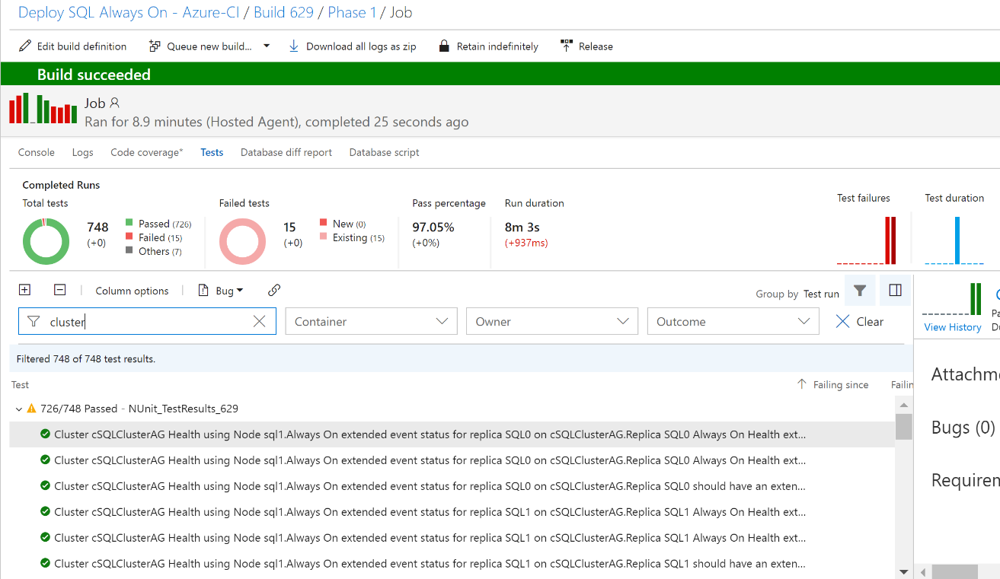 Deploy SQL Always On - Azure-CI / Build 629 / Phase 1 / Job
Edit build definition Queue new build... Download all logs as zip Retain indefinitely Release
Build succeeded
Job
Ran for 8.9 minutes (Hosted Agent), completed 25 seconds ago
Console Logs Code coverage* Tests Database diff report Database script
Completed Runs
Total tests
748
(+0)
Passed (726)
Failed (15)
Others (7)
Failed tests
15
(+0)
New (0)
Existing (15)
Pass percentage
97.05%
(+0%)
Run duration
8m 3s
(+937ms)
Test failures
Test duration
Column options Bug
Group by Test run
cluster Container Owner Outcome Clear
Filtered 748 of 748 test results.
Test Failing since Failin
726/748 Passed - NUnit_TestResults_629
Cluster cSQLClusterAG Health using Node sql1.Always On extended event status for replica SQL0 on cSQLClusterAG.Replica SQL0 Always On Health ext...
Cluster cSQLClusterAG Health using Node sql1.Always On extended event status for replica SQL0 on cSQLClusterAG.Replica SQL0 Always On Health ext...
Cluster cSQLClusterAG Health using Node sql1.Always On extended event status for replica SQL0 on cSQLClusterAG.Replica SQL0 should have an exten...
Cluster cSQLClusterAG Health using Node sql1.Always On extended event status for replica SQL1 on cSQLClusterAG.Replica SQL1 Always On Health ext...
Cluster cSQLClusterAG Health using Node sql1.Always On extended event status for replica SQL1 on cSQLClusterAG.Replica SQL1 Always On Health ext...
Cluster cSQLClusterAG Health using Node sql1.Always On extended event status for replica SQL1 on cSQLClusterAG.Replica SQL1 should have an exten...
View History
Pa
Du
Attachme
Bugs (0)
Requirem